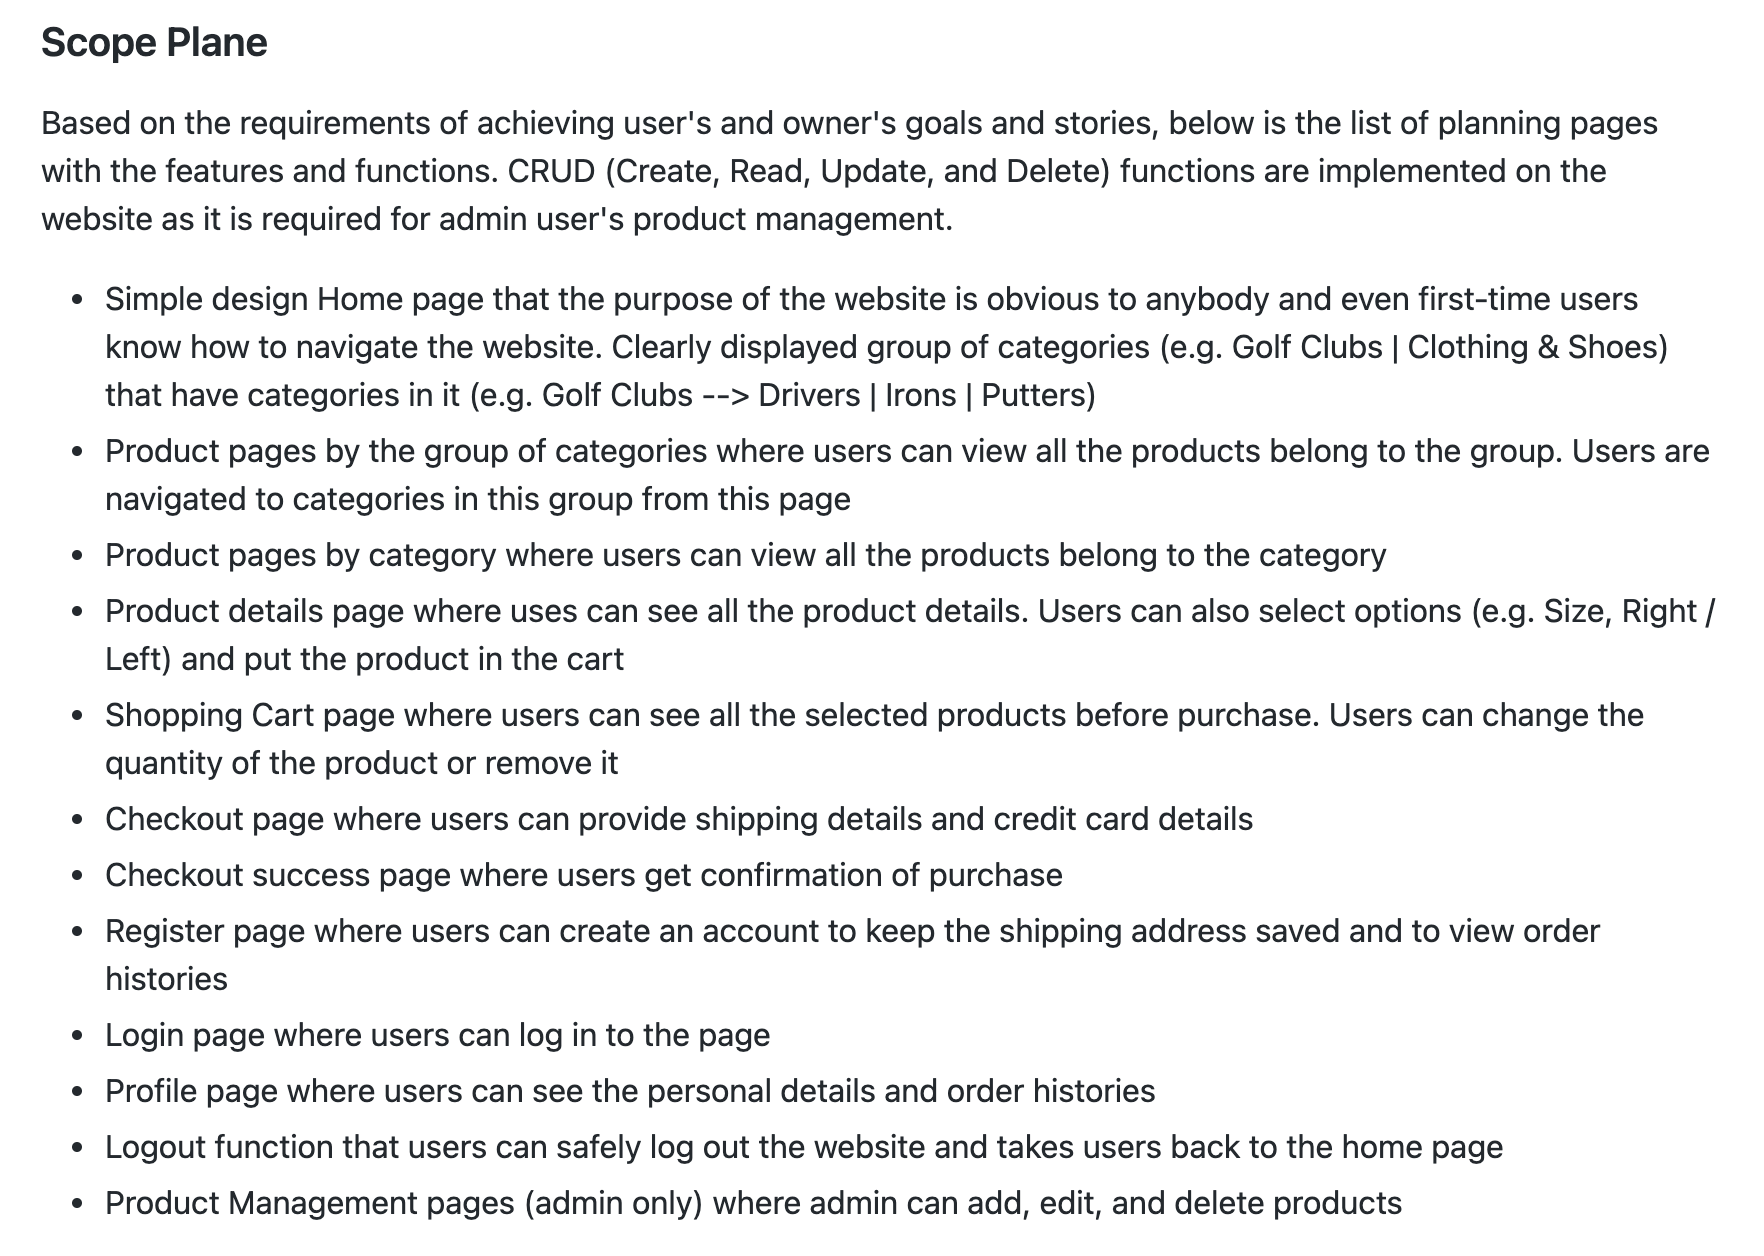 Scope Plane
Based on the requirements of achieving user's and owner's goals and stories, below is the list of planning pages
with the features and functions. CRUD (Create, Read, Update, and Delete) functions are implemented on the
website as it is required for admin user's product management.
• Simple design Home page that the purpose of the website is obvious to anybody and even first-time users
know how to navigate the website. Clearly displayed group of categories (e.g. Golf Clubs | Clothing & Shoes)
that have categories in it (e.g. Golf Clubs --> Drivers | Irons | Putters)
• Product pages by the group of categories where users can view all the products belong to the group. Users are
navigated to categories in this group from this page
• Product pages by category where users can view all the products belong to the category
• Product details page where uses can see all the product details. Users can also select options (e.g. Size, Right /
Left) and put the product in the cart
• Shopping Cart page where users can see all the selected products before purchase. Users can change the
quantity of the product or remove it
• Checkout page where users can provide shipping details and credit card details
• Checkout success page where users get confirmation of purchase
• Register page where users can create an account to keep the shipping address saved and to view order
histories
• Login page where users can log in to the page
• Profile page where users can see the personal details and order histories
• Logout function that users can safely log out the website and takes users back to the home page
• Product Management pages (admin only) where admin can add, edit, and delete products